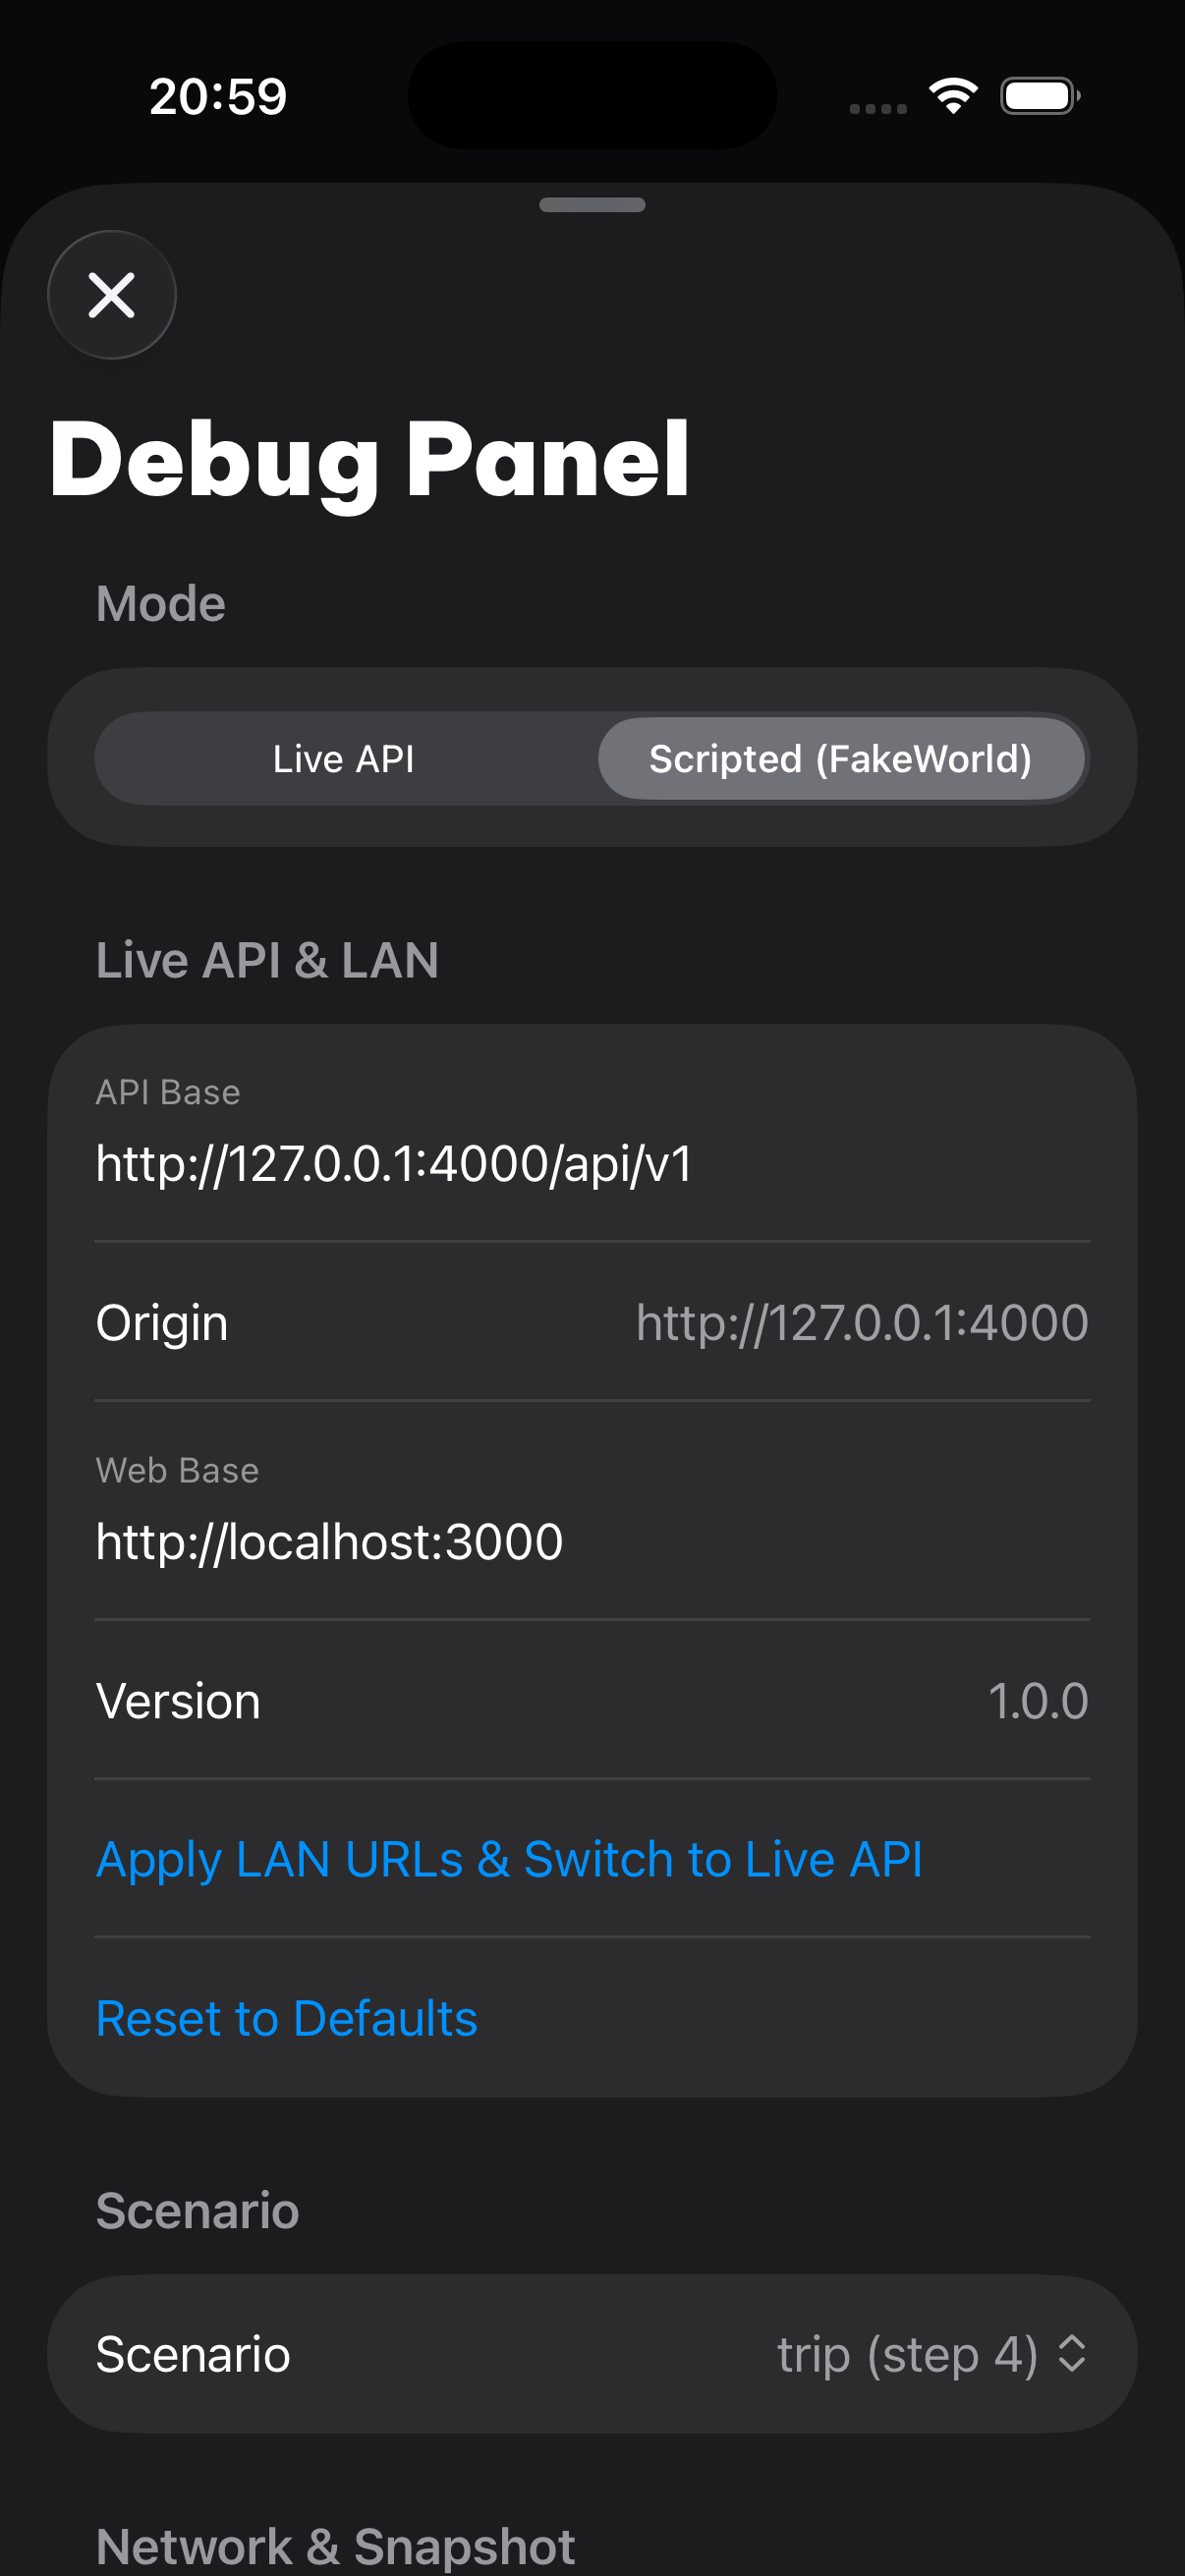 20:59
Debug Panel
Mode
Live API
Scripted (FakeWorld)
Live API & LAN
API Base
http://127.0.0.1:4000/api/v1
Origin
http://127.0.0.1:4000
Web Base
http://localhost:3000
Version
1.0.0
Apply LAN URLs & Switch to Live API
Reset to Defaults
Scenario
Scenario
trip (step 4)
Network & Snapshot